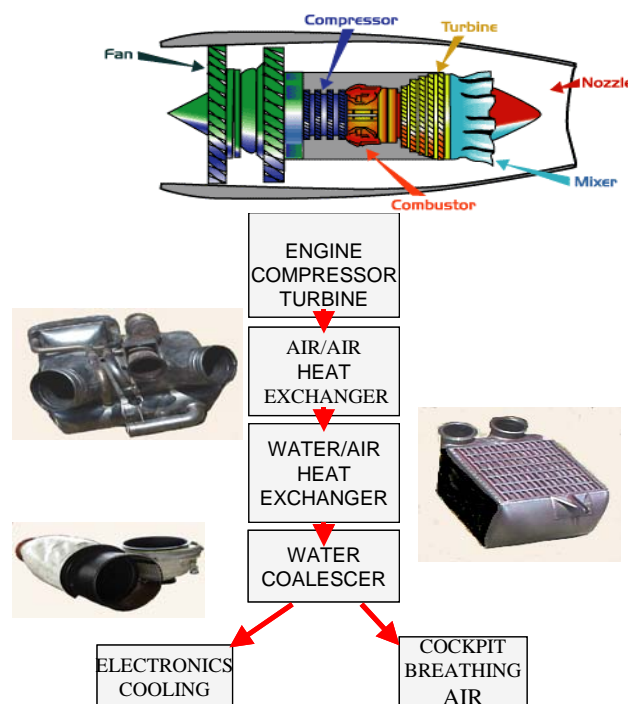 Compressor
Turbine
Fan
Nozzle
Mixer
Combustor
ENGINE
COMPRESSOR
TURBINE
AIR/AIR
HEAT
EXCHANGER
WATER/AIR
HEAT
EXCHANGER
WATER
COALESCER
ELECTRONICS
COOLING
COCKPIT
BREATHING
AIR